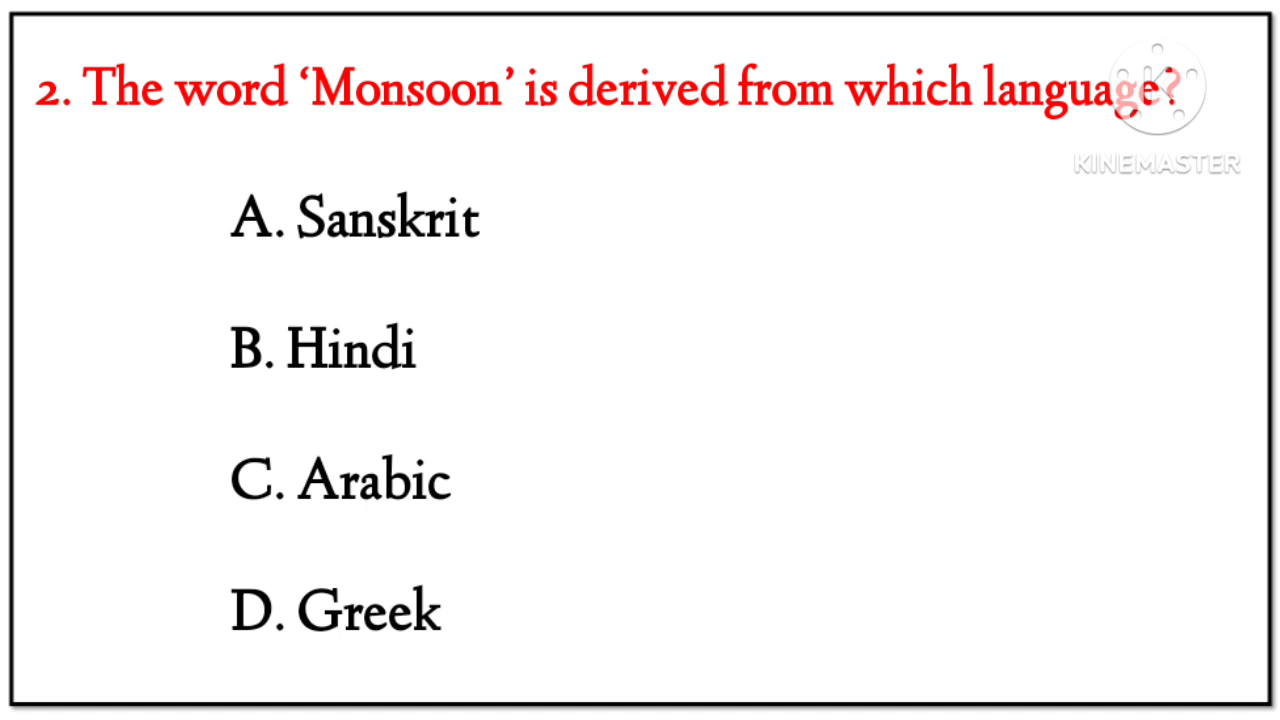 2. The word ‘Monsoon’ is derived from which language?
KINEMASTER
A. Sanskrit
B. Hindi
C. Arabic
D. Greek